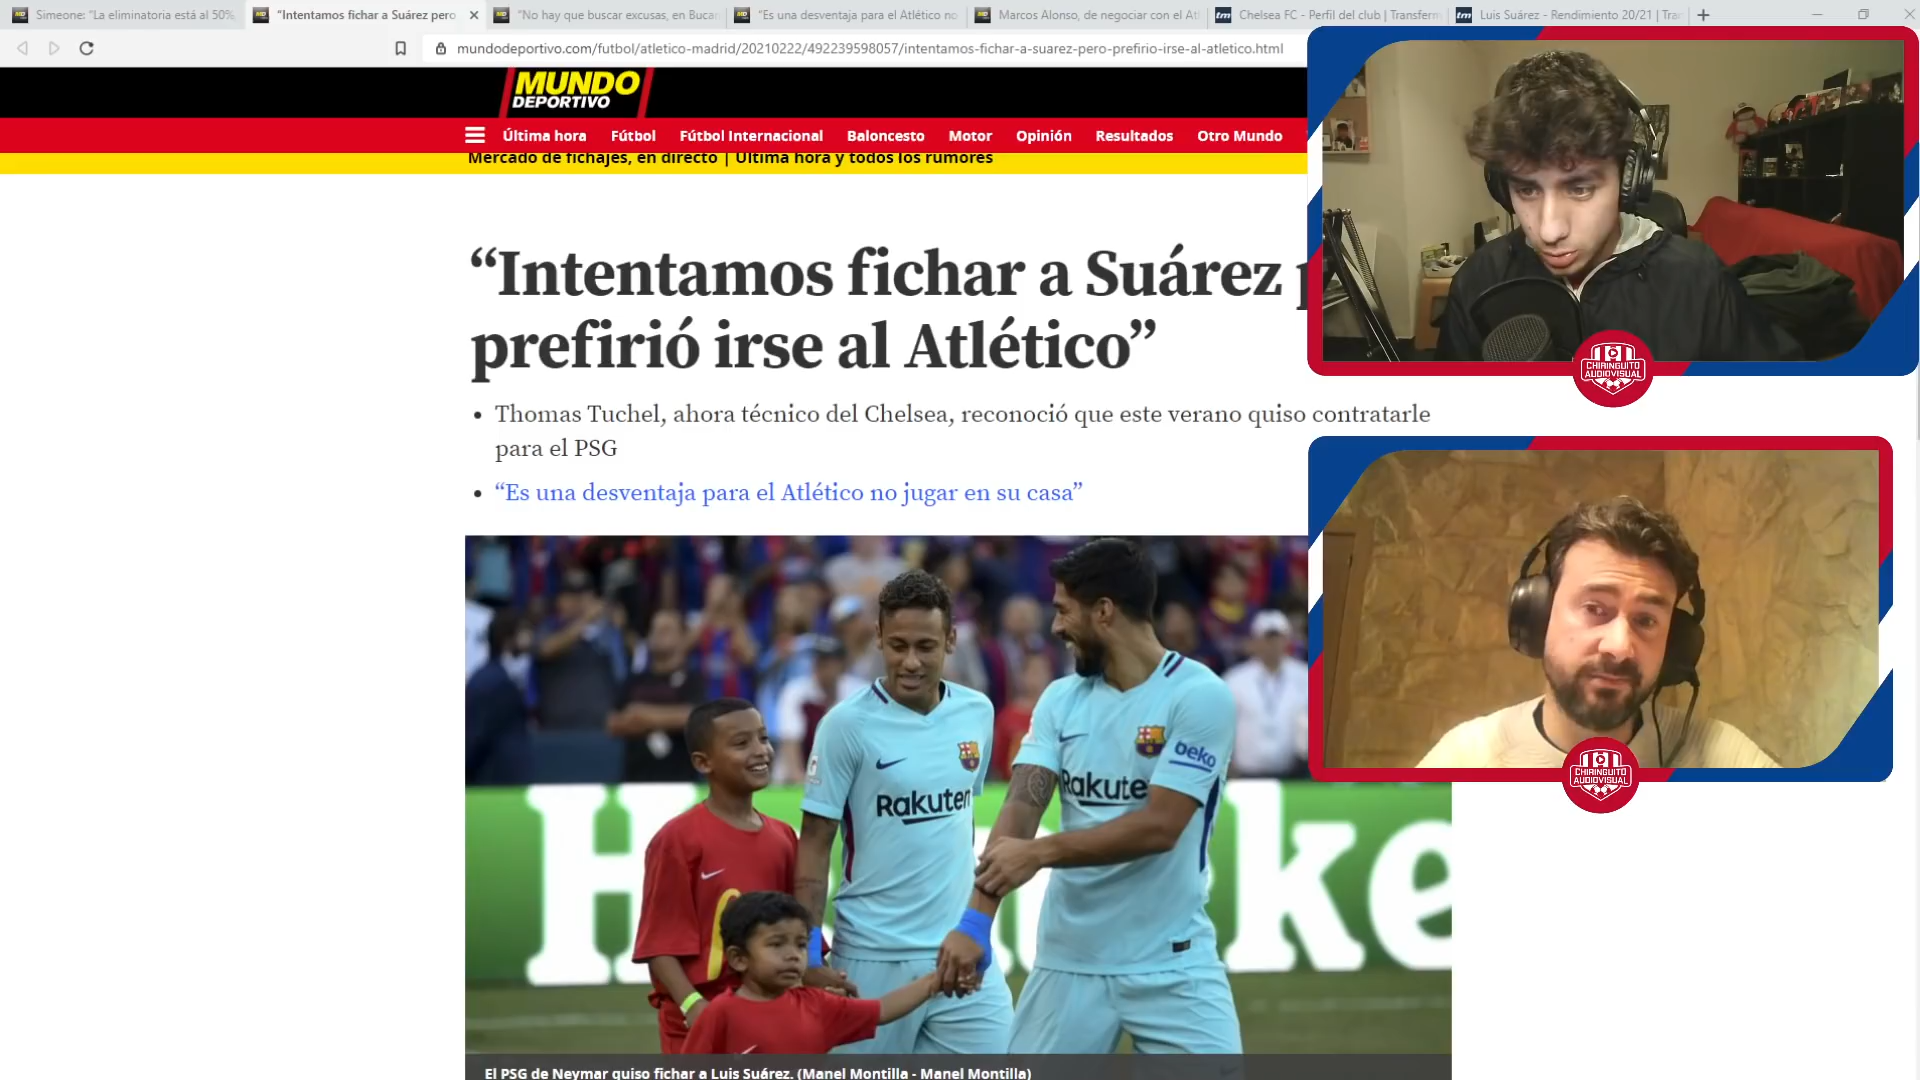 Simeone: "La eliminatoria está al 50%
"Intentamos fichar a Suárez pero
"No hay que buscar excusas, en Bucar
"Es una desventaja para el Atlético no
Marcos Alonso, de negociar con el Atl
Chelsea FC - Perfil del club | Transferm
Luis Suárez - Rendimiento 20/21 | Tra
mundodeportivo.com/futbol/atletico-madrid/20210222/492239598057/intentamos-fichar-a-suarez-pero-prefirio-irse-al-atletico.html
MUNDO
DEPORTIVO
Última hora Fútbol Fútbol Internacional Baloncesto Motor Opinión Resultados Otro Mundo
Mercado de fichajes, en directo | Última hora y todos los rumores
“Intentamos fichar a Suárez
prefirió irse al Atlético”
Thomas Tuchel, ahora técnico del Chelsea, reconoció que este verano quiso contratarle
para el PSG
“Es una desventaja para el Atlético no jugar en su casa”
Rakuten
Rakuten
beko
H
ke
El PSG de Neymar quiso fichar a Luis Suárez. (Manel Montilla - Manel Montilla)
CHIRINGUITO
AUDIOVISUAL
CHIRINGUITO
AUDIOVISUAL